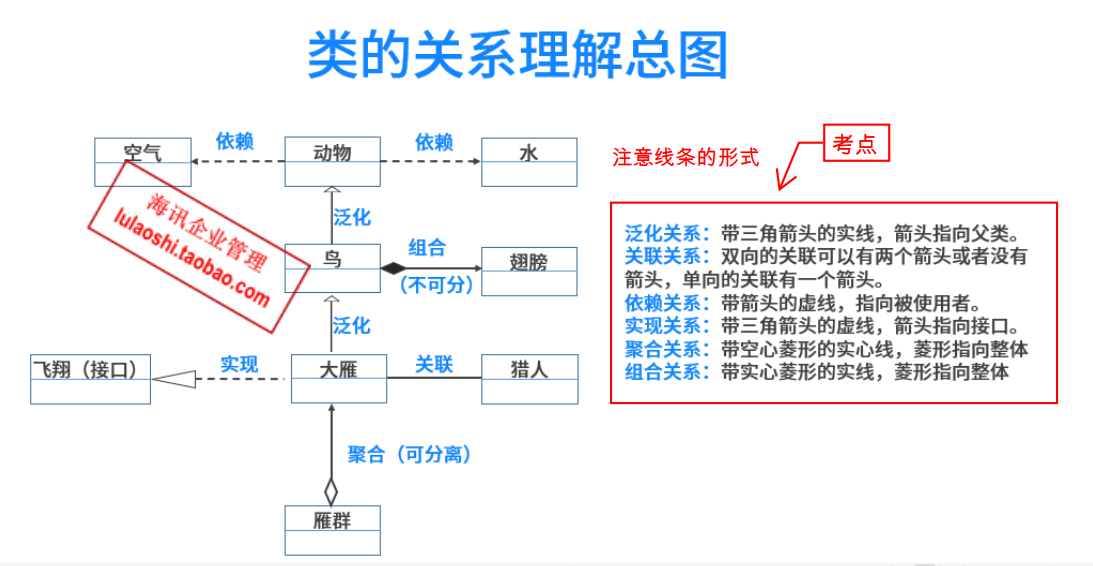 类的关系理解总图
考点
注意线条的形式
空气
依赖
动物
依赖
水
海讯企业管理
lulaoshi.taobao.com
泛化
鸟
组合
（不可分）
翅膀
泛化
飞翔（接口）
实现
大雁
关联
猎人
聚合（可分离）
雁群
泛化关系：带三角箭头的实线，箭头指向父类。
关联关系：双向的关联可以有两个箭头或者没有
箭头，单向的关联有一个箭头。
依赖关系：带箭头的虚线，指向被使用者。
实现关系：带三角箭头的虚线，箭头指向接口。
聚合关系：带空心菱形的实心线，菱形指向整体
组合关系：带实心菱形的实线，菱形指向整体